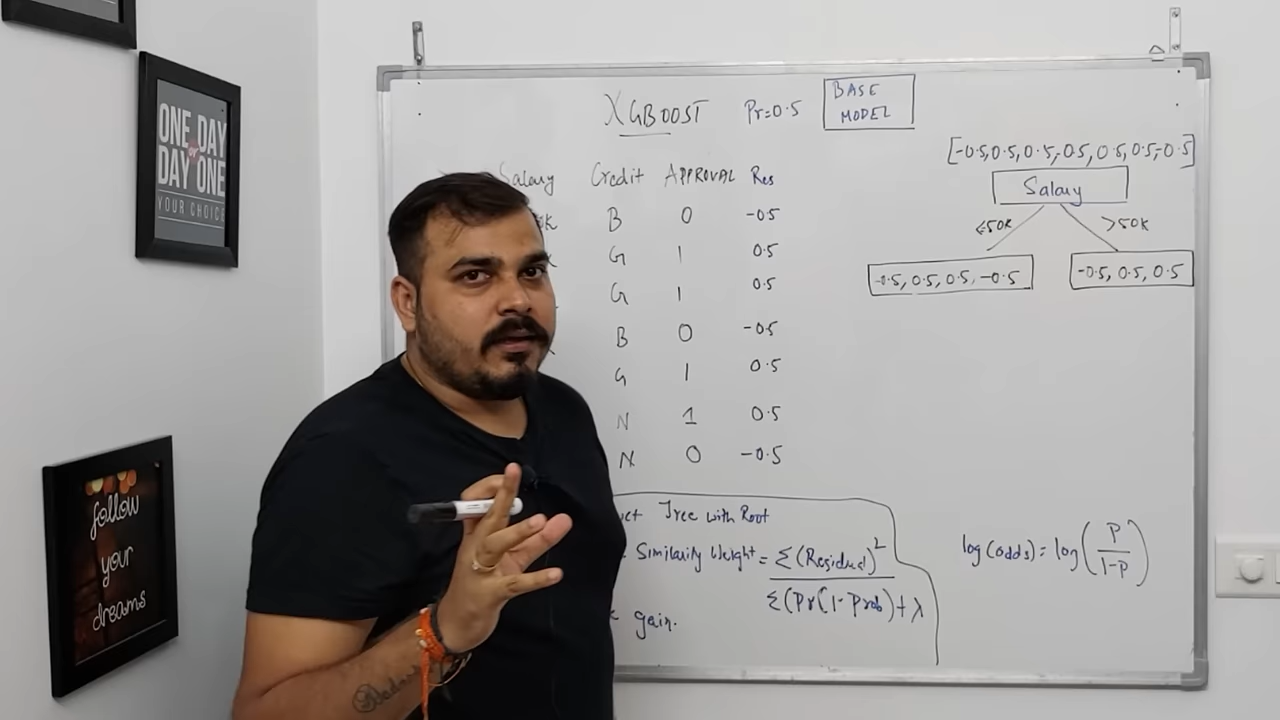 ONE DAY
or
DAY ONE
YOUR CHOICE
follow
your
dreams
XGBOOST Pr=0.5 BASE
MODEL
Salary Credit APPROVAL Res
B 0 -0.5
G 1 0.5
G 1 0.5
B 0 -0.5
G 1 0.5
N 1 0.5
N 0 -0.5
[-0.5, 0.5, 0.5, -0.5, 0.5, 0.5, -0.5]
Salary
≤50K >50K
-0.5, 0.5, 0.5, -0.5 -0.5, 0.5, 0.5
Tree with Root
Similarity Weight = Σ(Residual)²
Σ(Pr(1-Prob)+λ
gain.
log(odds) = log(P/1-P)